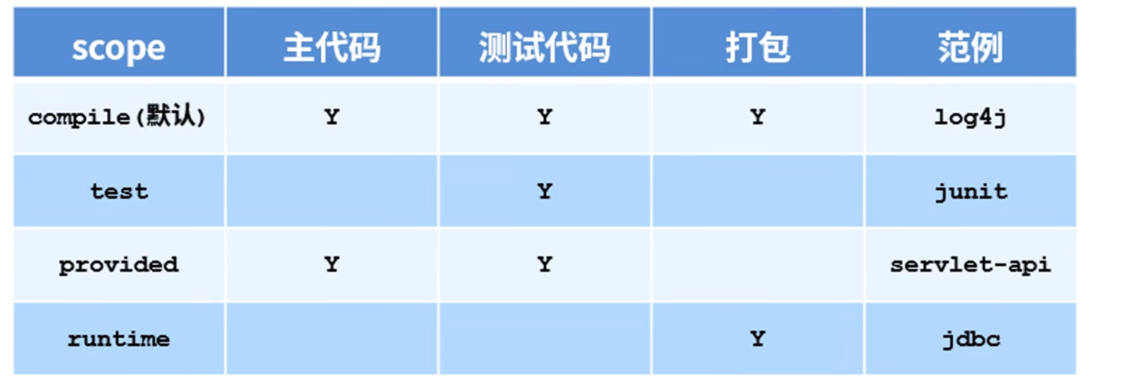 scope 主代码 测试代码 打包 范例
compile(默认) Y Y Y log4j
test Y junit
provided Y Y servlet-api
runtime Y jdbc